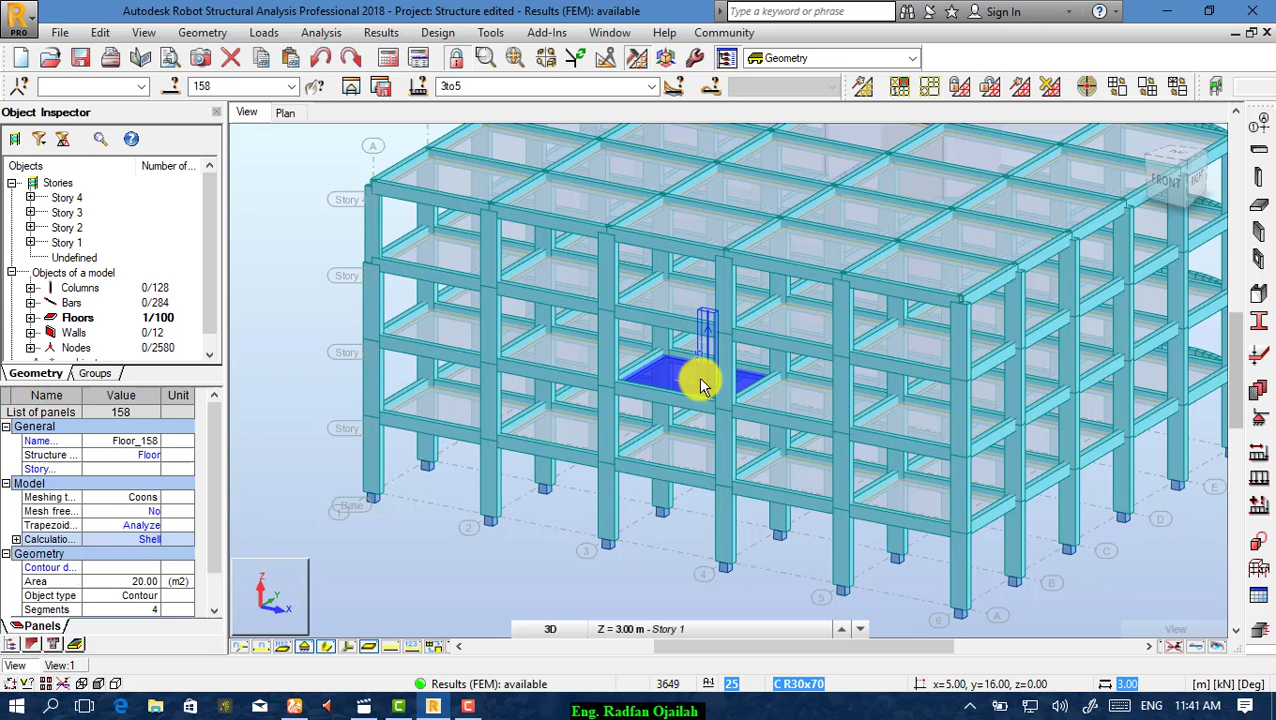 PRO
Autodesk Robot Structural Analysis Professional 2018 - Project: Structure edited - Results (FEM): available
Type a keyword or phrase
Sign In
File Edit View Geometry Loads Analysis Results Design Tools Add-Ins Window Help Community
Geometry
158
3to5
Object Inspector
View Plan
Objects Number of...
Stories
Story 4
Story 3
Story 2
Story 1
Undefined
Objects of a model
Columns 0/128
Bars 0/284
Floors 1/100
Walls 0/12
Nodes 0/2580
Geometry Groups
Name Value Unit
List of panels 158
General
Name... Floor_158
Structure ... Floor
Story...
Model
Meshing t... Coons
Mesh free... No
Trapezoid... Analyze
Calculatio... Shell
Geometry
Contour d...
Area 20.00 (m2)
Object type Contour
Segments 4
Panels
A
Story
Story
Story
Story
Base
1
2
3
4
5
6
A
B
C
D
E
FRONT
Z
Y
X
3D Z = 3.00 m - Story 1
View
View View:1
Results (FEM): available 3649 25 C R30x70 x=5.00, y=16.00, z=0.00 3.00 [m] [kN] [Deg]
ENG 11:41 AM
Eng. Radfan Ojailah